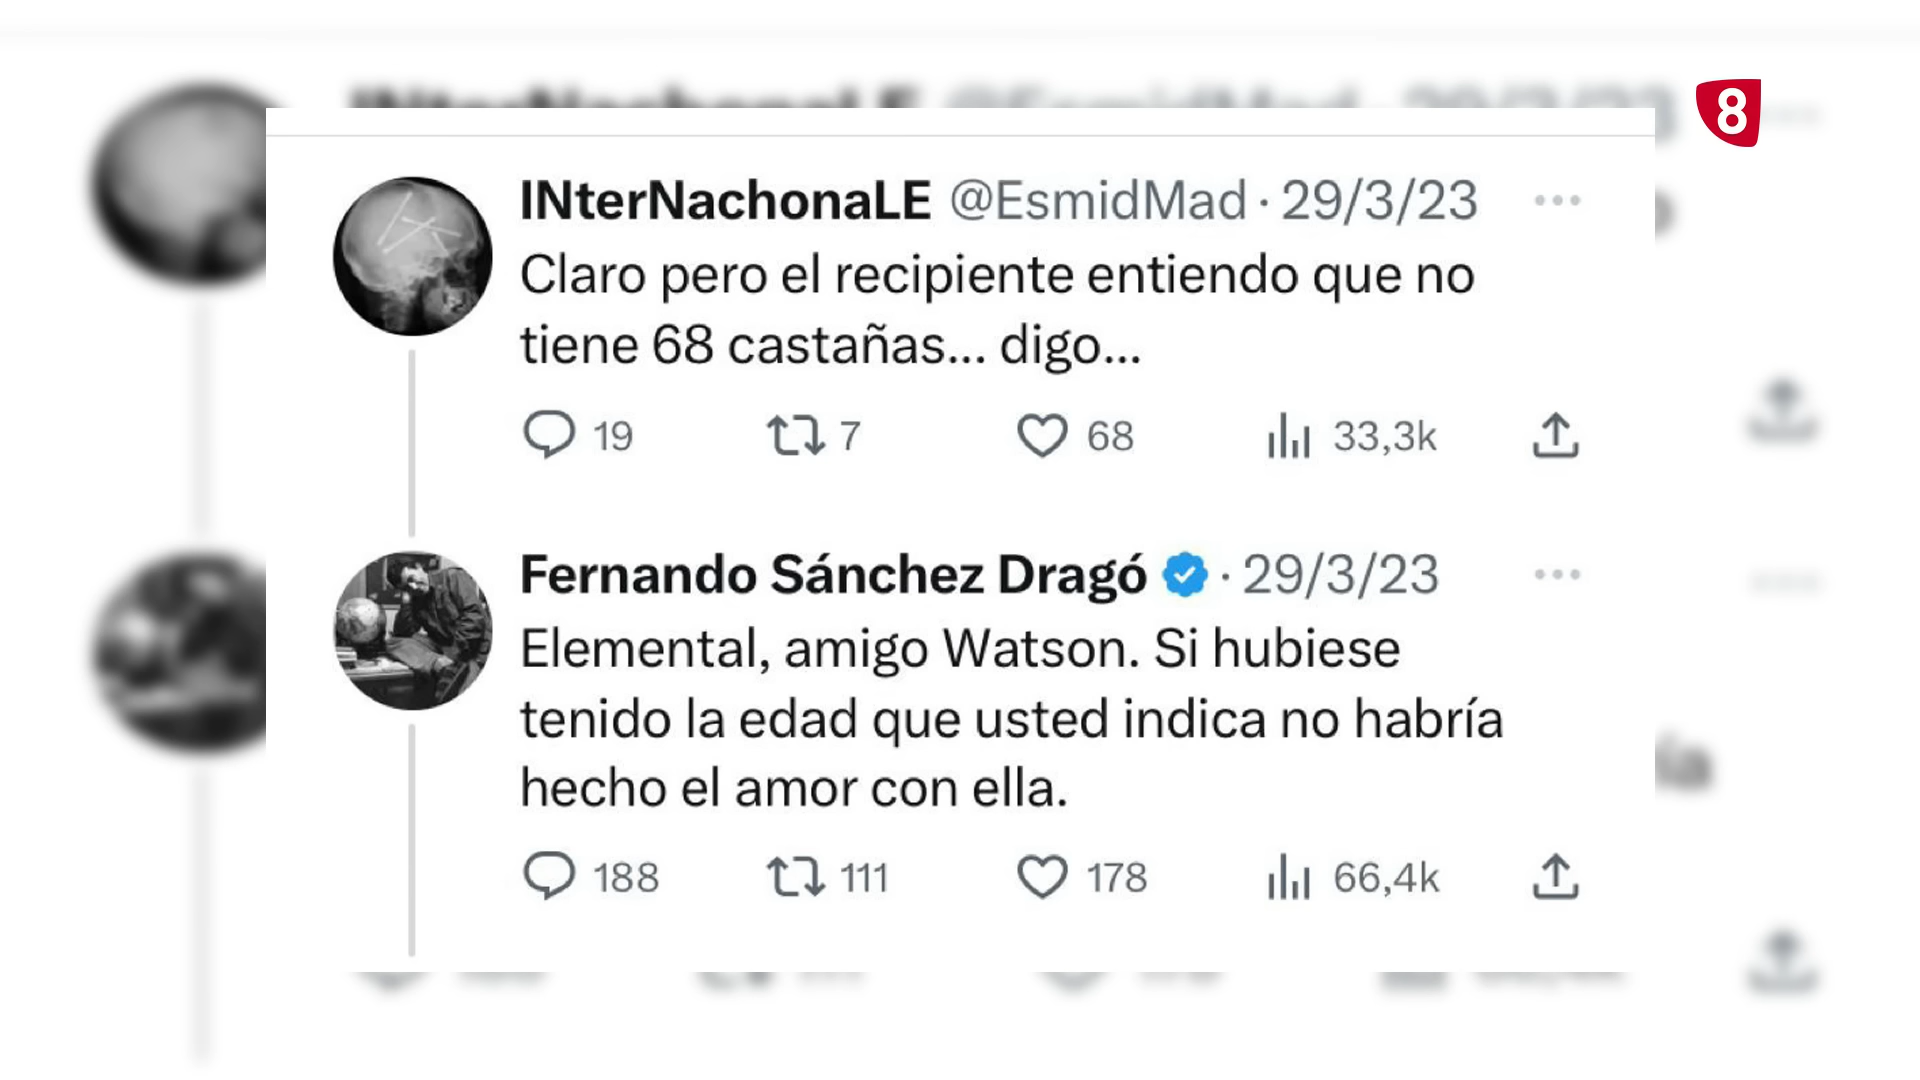 8
INterNachonaLE @EsmidMad · 29/3/23
Claro pero el recipiente entiendo que no
tiene 68 castañas... digo...
19 7 68 33,3k
Fernando Sánchez Dragó · 29/3/23
Elemental, amigo Watson. Si hubiese
tenido la edad que usted indica no habría
hecho el amor con ella.
188 111 178 66,4k